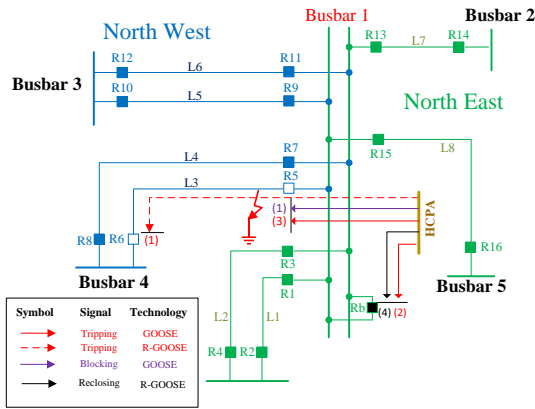 Busbar 1
Busbar 2
North West
R13
R14
L7
R12
R11
L6
Busbar 3
R10
R9
L5
North East
R15
L8
R7
L4
R5
L3
(1)
(3)
HCPA
R8
R6
(1)
R3
R16
Busbar 4
R1
Busbar 5
Rb
(4)
(2)
L2
L1
R4
R2
Symbol Signal Technology
Tripping GOOSE
Tripping R-GOOSE
Blocking GOOSE
Reclosing R-GOOSE